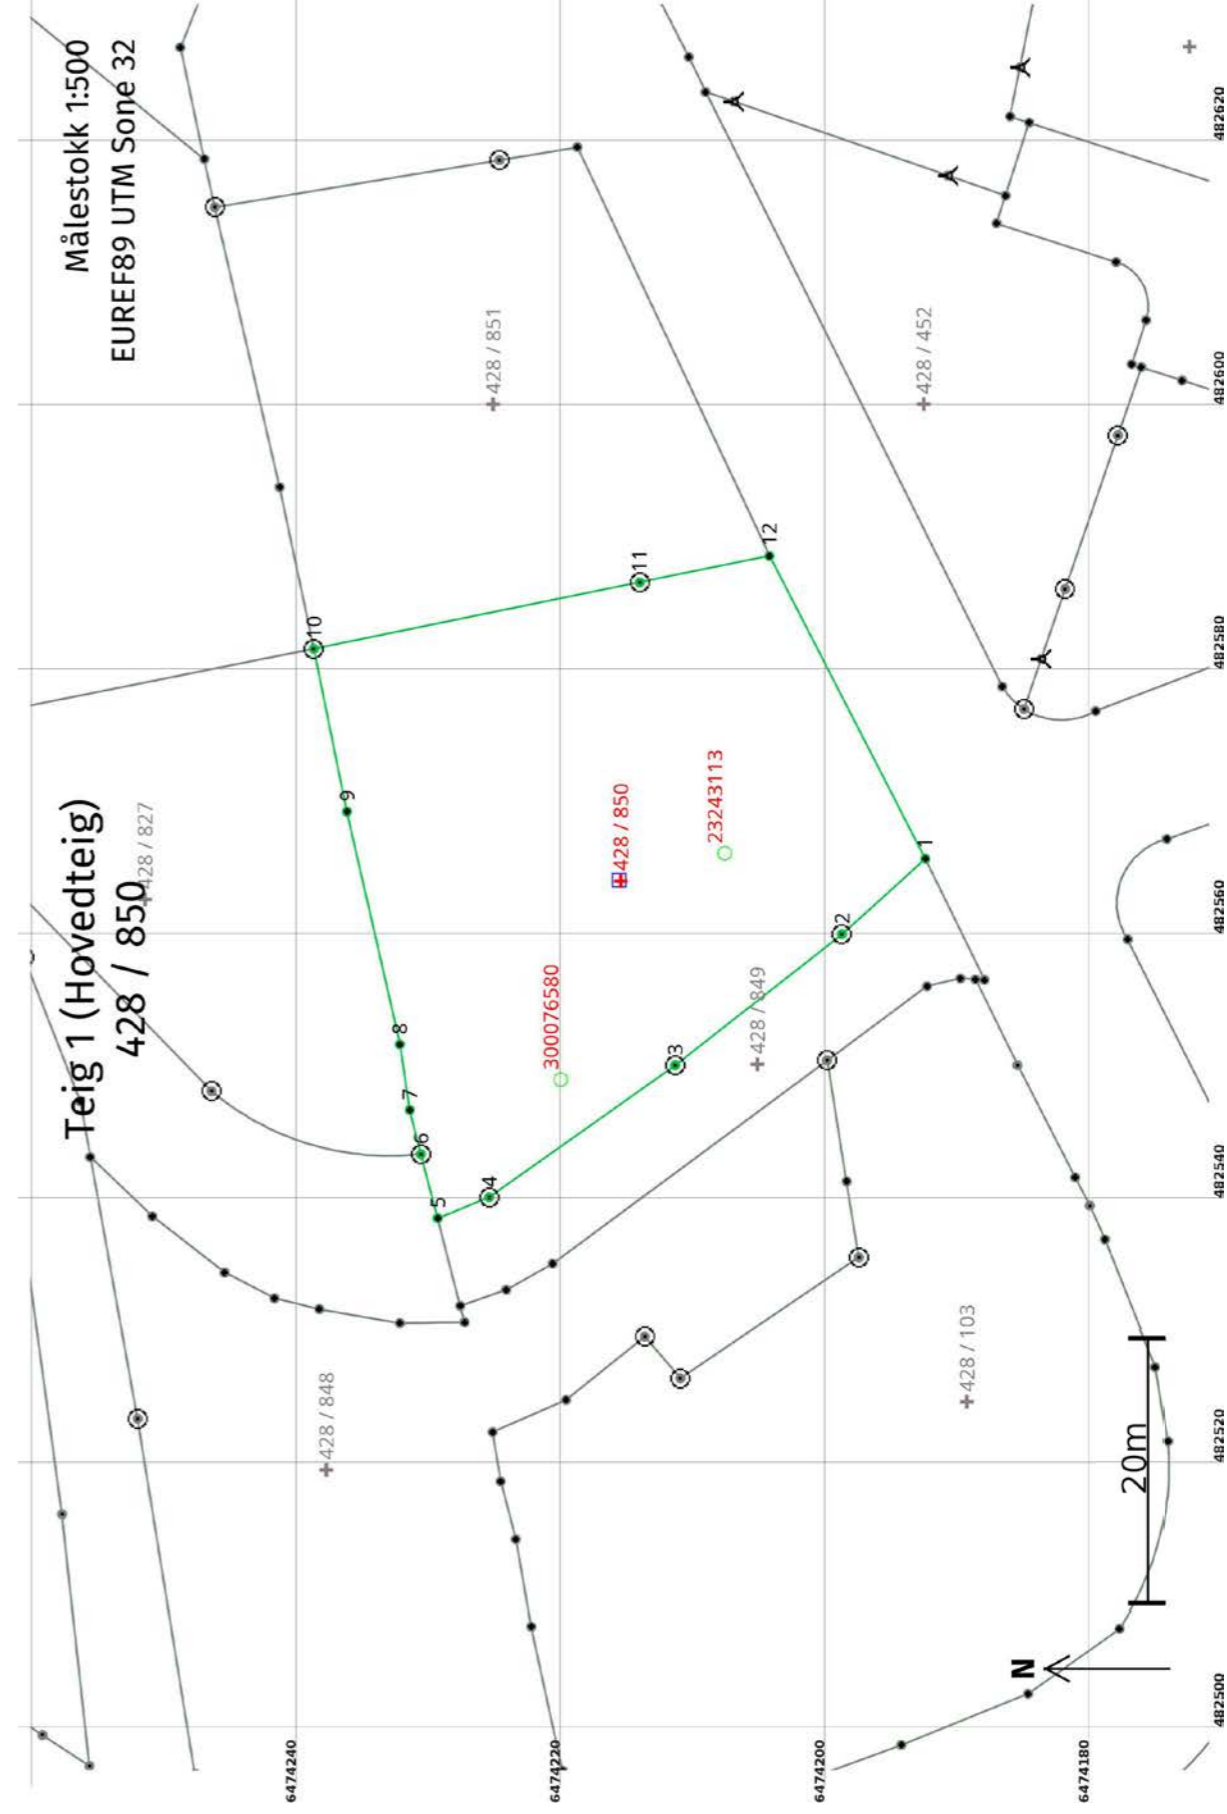 Teig 1 (Hovedteig)
428 / 850
Målestokk 1:500
EUREF89 UTM Sone 32
428 / 827
428 / 848
428 / 851
428 / 452
428 / 849
428 / 103
428 / 850
300076580
23243113
1
2
3
4
5
6
7
8
9
10
11
12
N
20m
6474240
6474220
6474200
6474180
482500
482520
482540
482560
482580
482600
482620